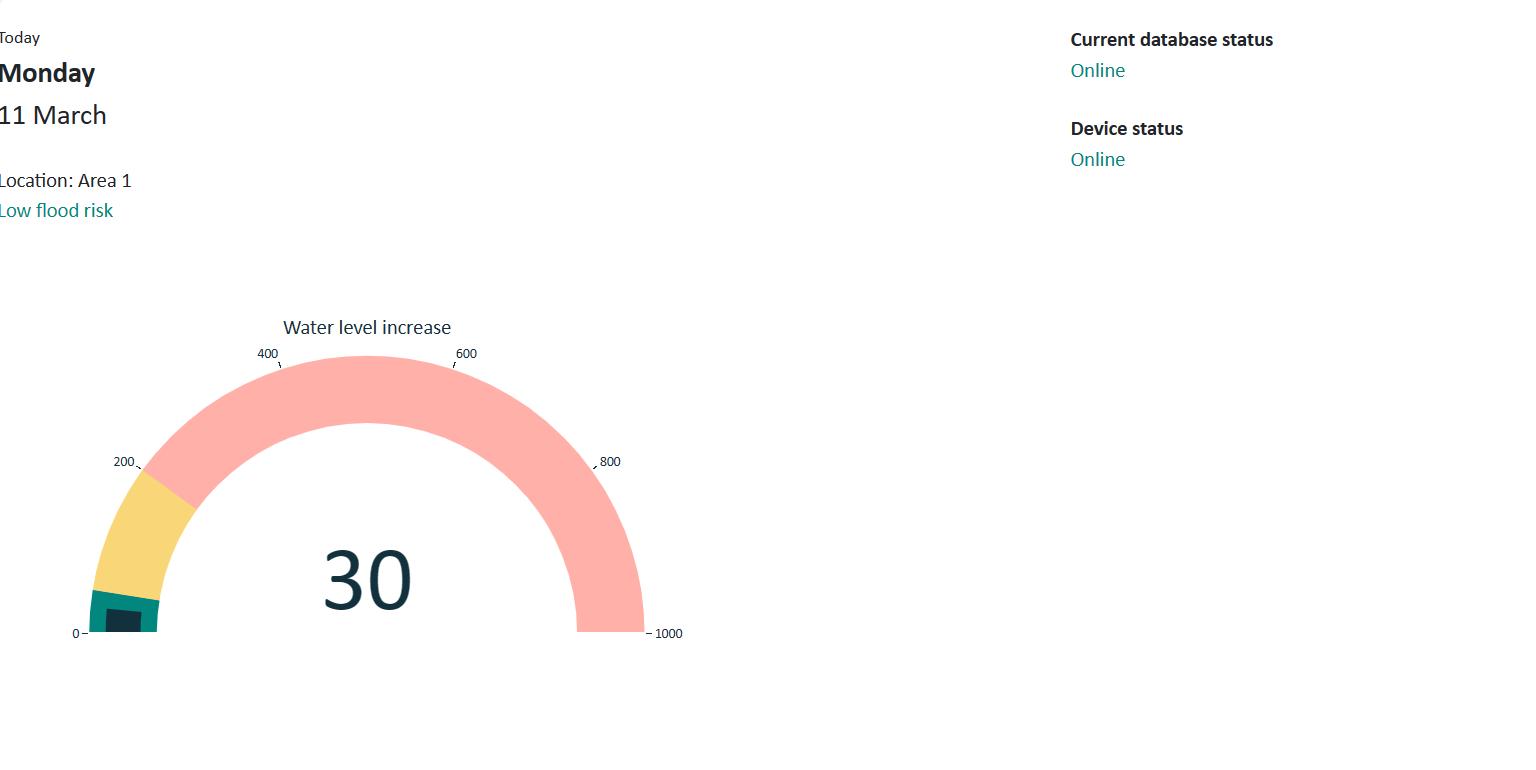 Today
Monday
11 March
Location: Area 1
Low flood risk
Current database status
Online
Device status
Online
Water level increase
400
600
200
800
30
0
1000